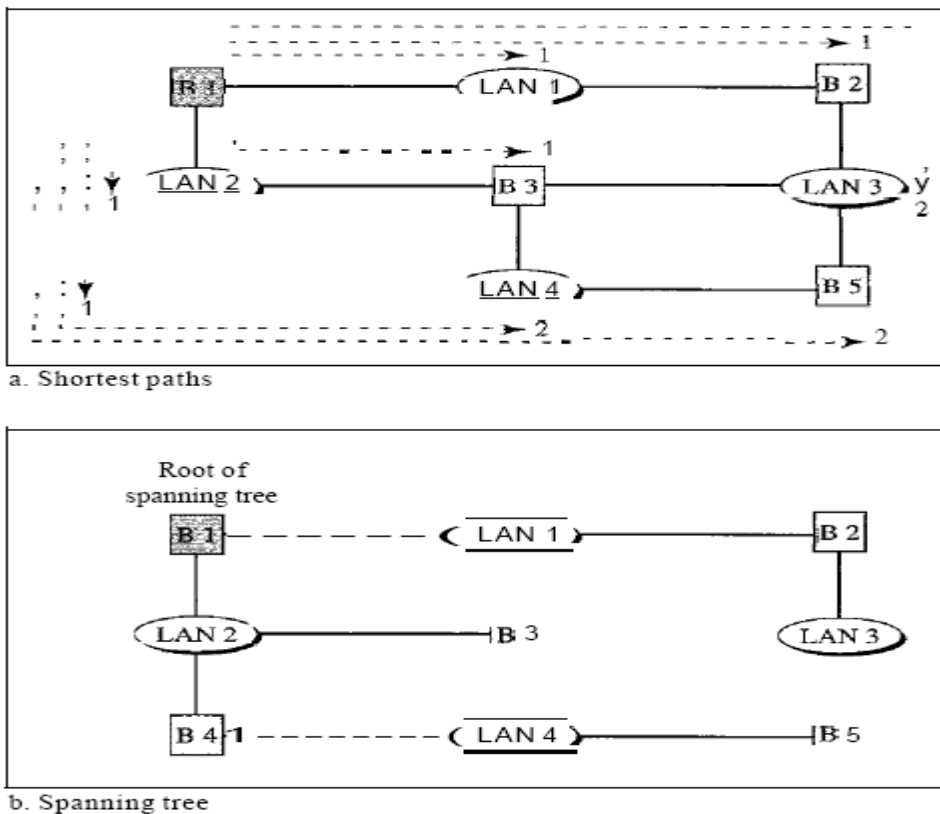 1
1
B 1 LAN 1 B 2
1
LAN 2 B 3 LAN 3 y
1 2
LAN 4 B 5
1
2 2
a. Shortest paths
Root of
spanning tree
B 1 LAN 1 B 2
LAN 2 B 3 LAN 3
B 4 1 LAN 4 B 5
b. Spanning tree